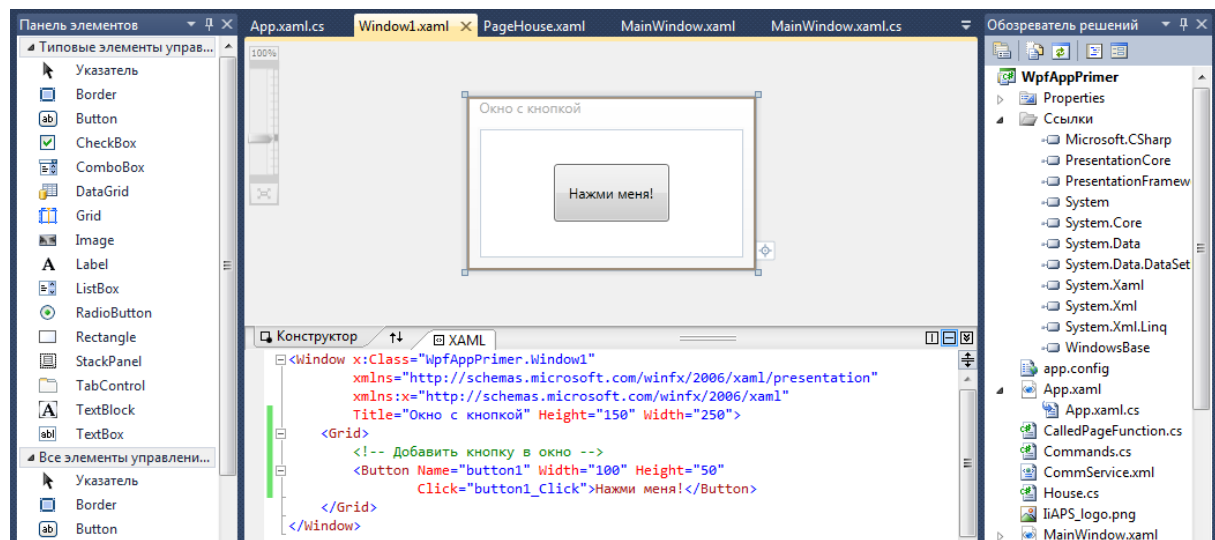 Панель элементов
Типовые элементы управ...
Указатель
Border
Button
CheckBox
ComboBox
DataGrid
Grid
Image
Label
ListBox
RadioButton
Rectangle
StackPanel
TabControl
TextBlock
TextBox
Все элементы управлени...
Указатель
Border
Button
App.xaml.cs
Window1.xaml
PageHouse.xaml
MainWindow.xaml
MainWindow.xaml.cs
100%
Окно с кнопкой
Нажми меня!
Конструктор
XAML
<Window x:Class="WpfAppPrimer.Window1"
xmlns="http://schemas.microsoft.com/winfx/2006/xaml/presentation"
xmlns:x="http://schemas.microsoft.com/winfx/2006/xaml"
Title="Окно с кнопкой" Height="150" Width="250">
<Grid>
<!-- Добавить кнопку в окно -->
<Button Name="button1" Width="100" Height="50"
Click="button1_Click">Нажми меня!</Button>
</Grid>
</Window>
Обозреватель решений
WpfAppPrimer
Properties
Ссылки
Microsoft.CSharp
PresentationCore
PresentationFramew
System
System.Core
System.Data
System.Data.DataSet
System.Xaml
System.Xml
System.Xml.Linq
WindowsBase
app.config
App.xaml
App.xaml.cs
CalledPageFunction.cs
Commands.cs
CommService.xml
House.cs
IiAPS_logo.png
MainWindow.xaml